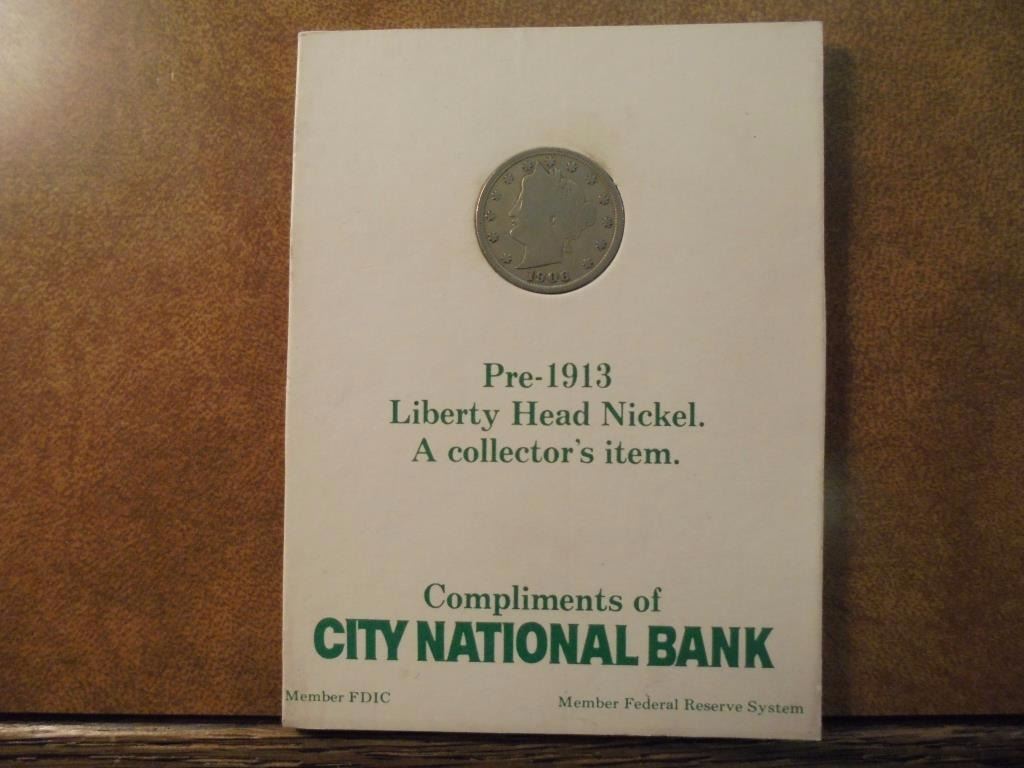 1906
Pre-1913
Liberty Head Nickel.
A collector's item.
Compliments of
CITY NATIONAL BANK
Member FDIC
Member Federal Reserve System